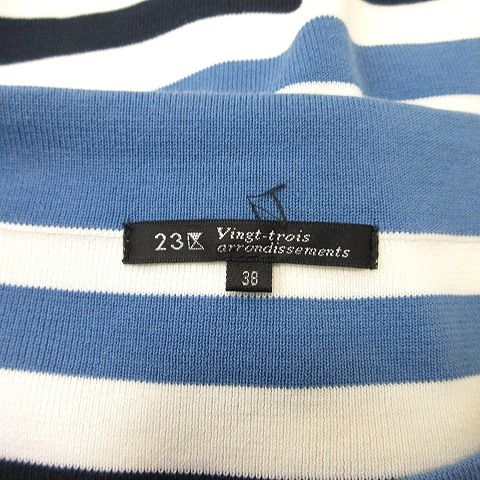 23区 Vingt-trois
arrondissements
38